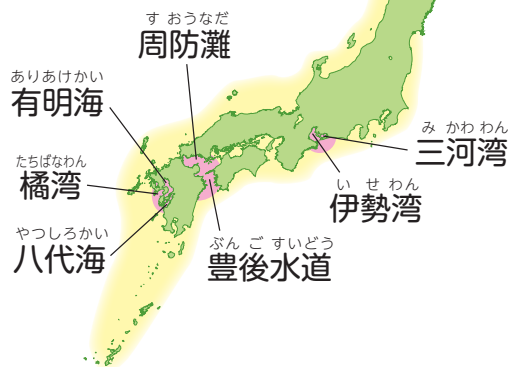 す おうなだ
周防灘
ありあけかい
有明海
たちばなわん
橘湾
やつしろかい
八代海
ぶん ご すいどう
豊後水道
い せ わん
伊勢湾
み かわ わん
三河湾